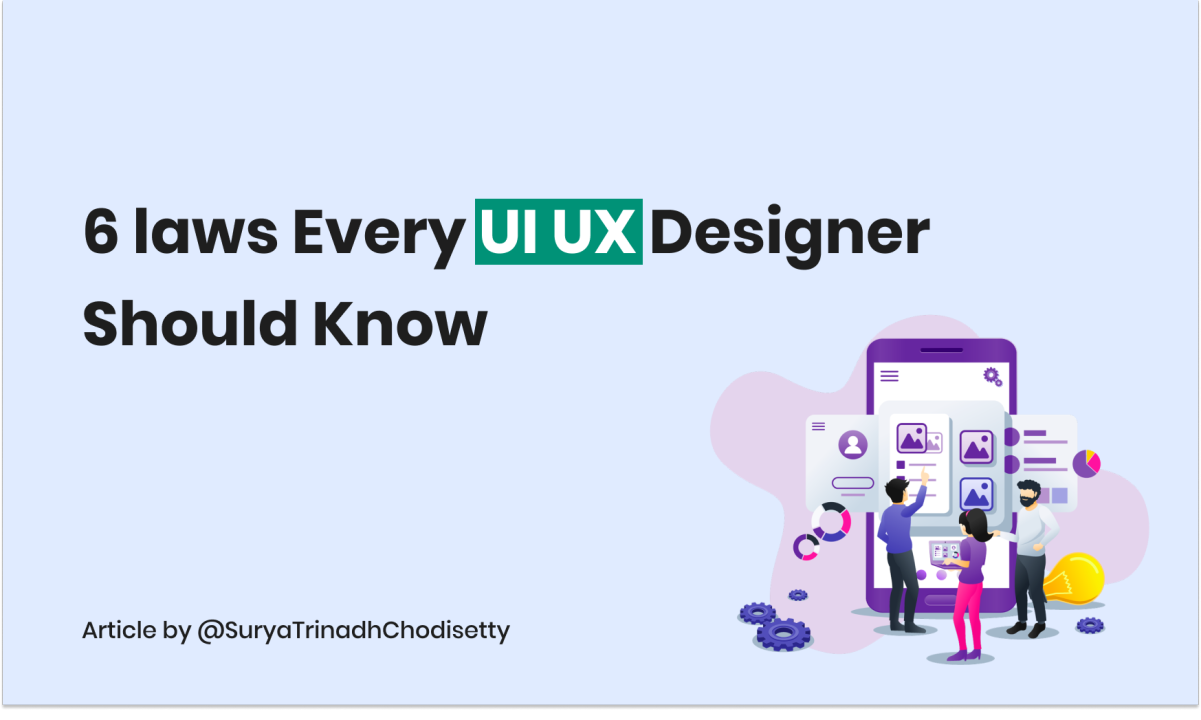 6 laws Every UI UX Designer
Should Know
Article by @SuryaTrinadhChodisetty